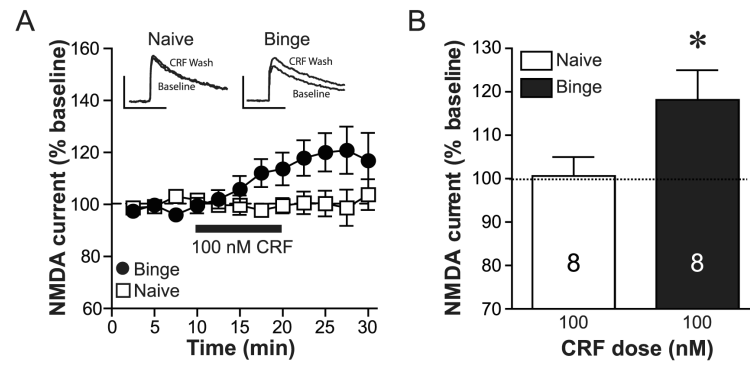 A
NMDA current (% baseline)
160
140
120
100
80
60
Naive
CRF Wash
Baseline
Binge
CRF Wash
Baseline
100 nM CRF
Binge
Naive
0 5 10 15 20 25 30
Time (min)
B
NMDA current (% baseline)
130
120
110
100
90
80
70
Naive
Binge
*
8 8
100 100
CRF dose (nM)